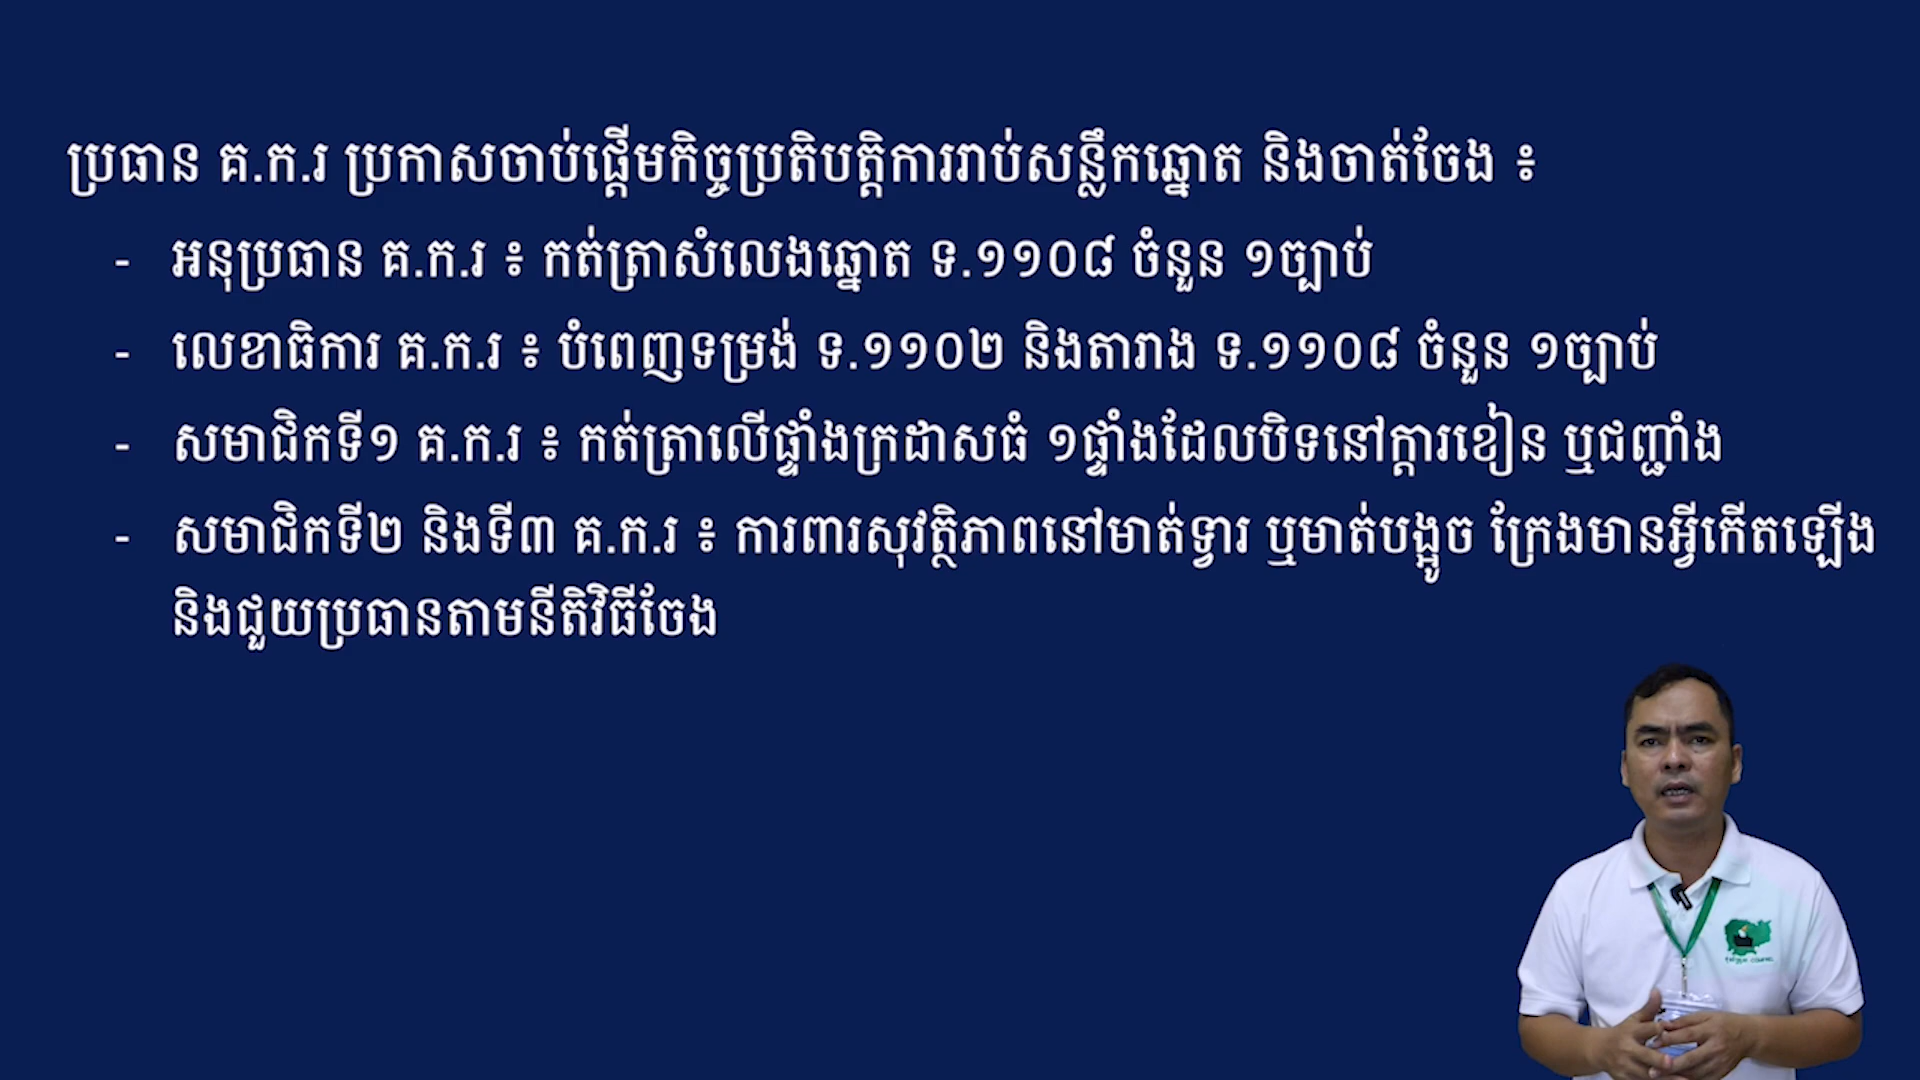 ប្រធាន គ.ក.រ ប្រកាសចាប់ផ្តើមកិច្ចប្រតិបត្តិការរាប់សន្លឹកឆ្នោត និងចាត់ចែង ៖
- អនុប្រធាន គ.ក.រ ៖ កត់ត្រាសំលេងឆ្នោត ទ.១១០៨ ចំនួន ១ច្បាប់
- លេខាធិការ គ.ក.រ ៖ បំពេញទម្រង់ ទ.១១០២ និងតារាង ទ.១១០៨ ចំនួន ១ច្បាប់
- សមាជិកទី១ គ.ក.រ ៖ កត់ត្រាលើផ្ទាំងក្រដាសធំ ១ផ្ទាំងដែលបិទនៅក្តារខៀន ឬជញ្ជាំង
- សមាជិកទី២ និងទី៣ គ.ក.រ ៖ ការពារសុវត្ថិភាពនៅមាត់ទ្វារ ឬមាត់បង្អួច ក្រែងមានអ្វីកើតឡើង
និងជួយប្រធានតាមនីតិវិធីចែង